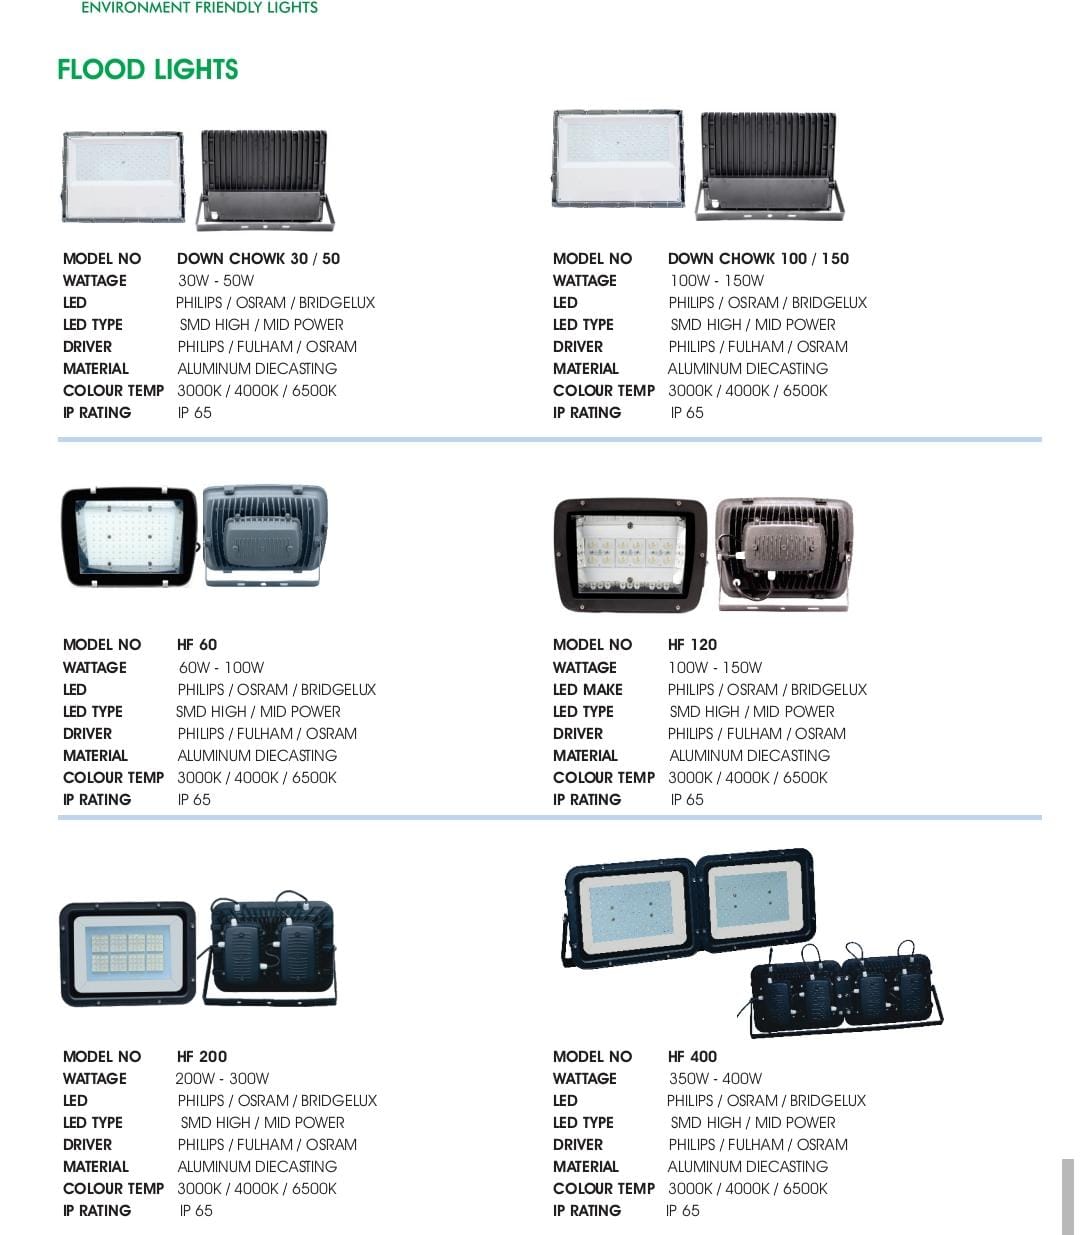 ENVIRONMENT FRIENDLY LIGHTS
FLOOD LIGHTS
MODEL NO DOWN CHOWK 30 / 50
WATTAGE 30W - 50W
LED PHILIPS / OSRAM / BRIDGELUX
LED TYPE SMD HIGH / MID POWER
DRIVER PHILIPS / FULHAM / OSRAM
MATERIAL ALUMINUM DIECASTING
COLOUR TEMP 3000K / 4000K / 6500K
IP RATING IP 65
MODEL NO DOWN CHOWK 100 / 150
WATTAGE 100W - 150W
LED PHILIPS / OSRAM / BRIDGELUX
LED TYPE SMD HIGH / MID POWER
DRIVER PHILIPS / FULHAM / OSRAM
MATERIAL ALUMINUM DIECASTING
COLOUR TEMP 3000K / 4000K / 6500K
IP RATING IP 65
MODEL NO HF 60
WATTAGE 60W - 100W
LED PHILIPS / OSRAM / BRIDGELUX
LED TYPE SMD HIGH / MID POWER
DRIVER PHILIPS / FULHAM / OSRAM
MATERIAL ALUMINUM DIECASTING
COLOUR TEMP 3000K / 4000K / 6500K
IP RATING IP 65
MODEL NO HF 120
WATTAGE 100W - 150W
LED MAKE PHILIPS / OSRAM / BRIDGELUX
LED TYPE SMD HIGH / MID POWER
DRIVER PHILIPS / FULHAM / OSRAM
MATERIAL ALUMINUM DIECASTING
COLOUR TEMP 3000K / 4000K / 6500K
IP RATING IP 65
MODEL NO HF 200
WATTAGE 200W - 300W
LED PHILIPS / OSRAM / BRIDGELUX
LED TYPE SMD HIGH / MID POWER
DRIVER PHILIPS / FULHAM / OSRAM
MATERIAL ALUMINUM DIECASTING
COLOUR TEMP 3000K / 4000K / 6500K
IP RATING IP 65
MODEL NO HF 400
WATTAGE 350W - 400W
LED PHILIPS / OSRAM / BRIDGELUX
LED TYPE SMD HIGH / MID POWER
DRIVER PHILIPS / FULHAM / OSRAM
MATERIAL ALUMINUM DIECASTING
COLOUR TEMP 3000K / 4000K / 6500K
IP RATING IP 65